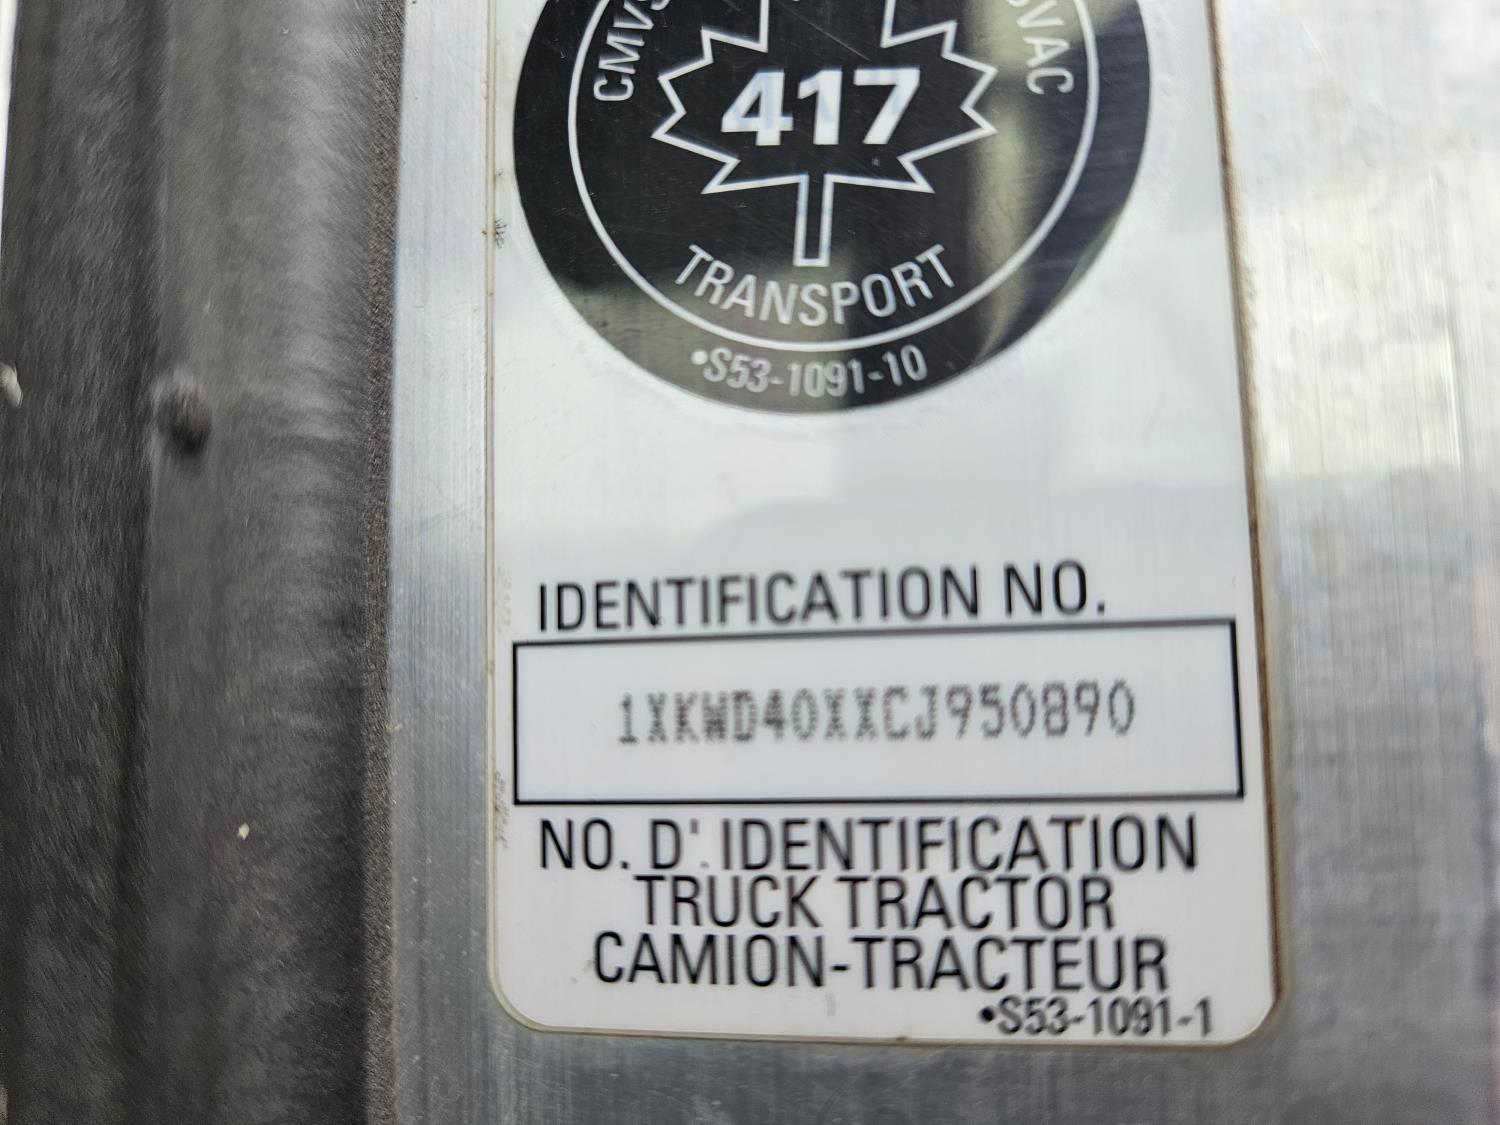 CMVS
SVAC
417
TRANSPORT
•S53-1091-10
IDENTIFICATION NO.
1XKWD40XXCJ950890
NO. D'. IDENTIFICATION
TRUCK TRACTOR
CAMION-TRACTEUR
•S53-1091-1